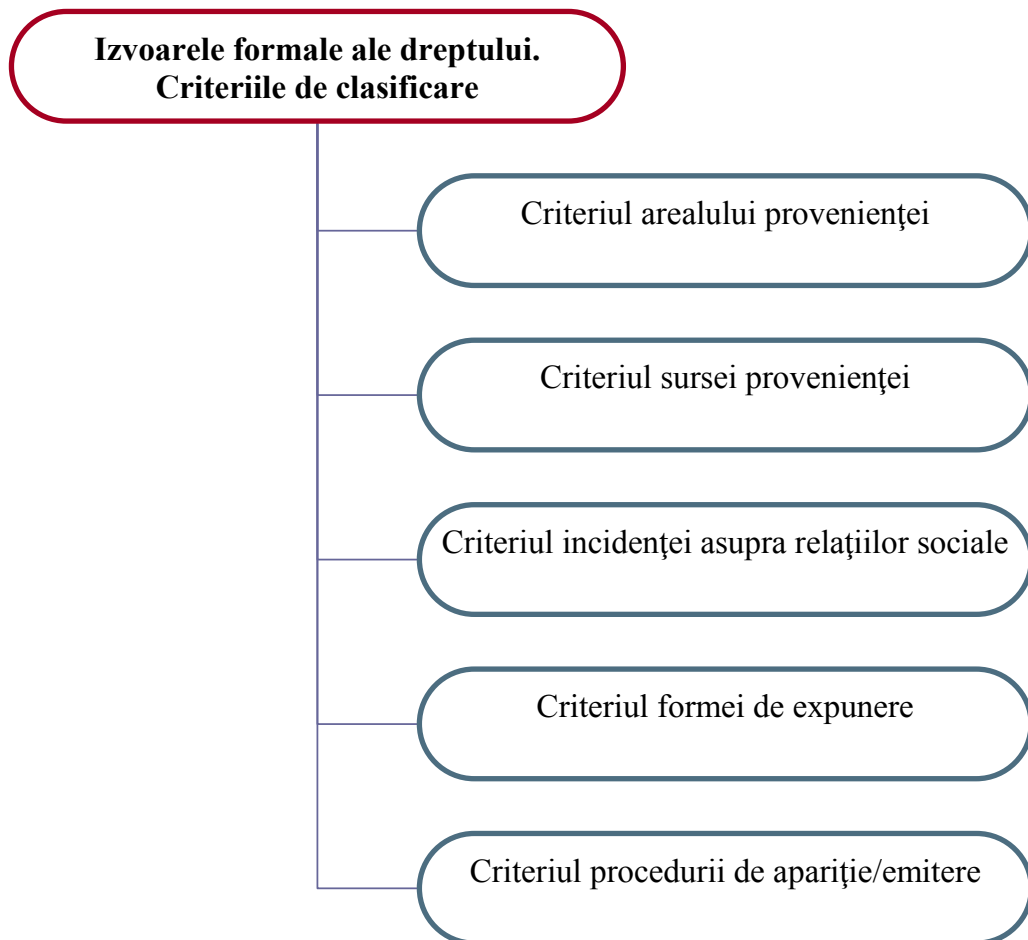 Izvoarele formale ale dreptului.
Criteriile de clasificare
Criteriul arealului provenienţei
Criteriul sursei provenienţei
Criteriul incidenţei asupra relaţiilor sociale
Criteriul formei de expunere
Criteriul procedurii de apariţie/emitere